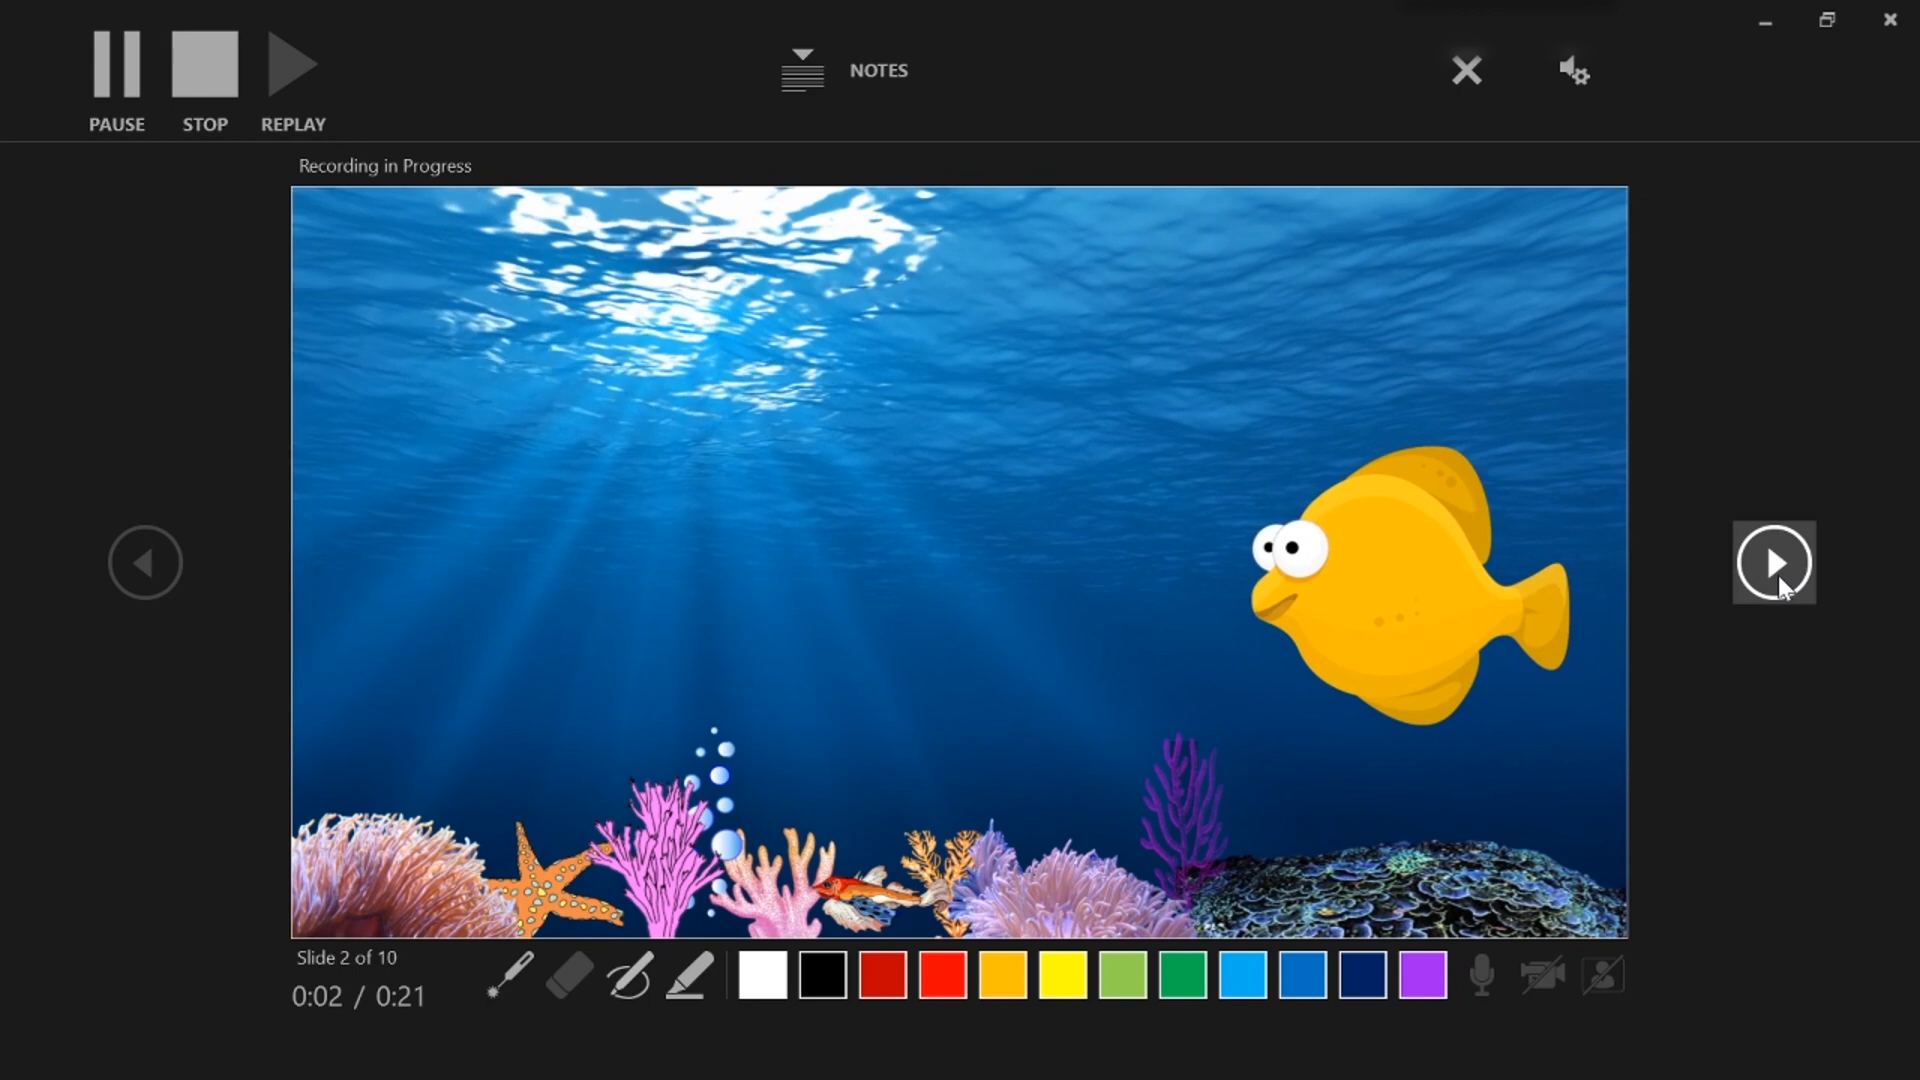 PAUSE STOP REPLAY
NOTES
Recording in Progress
Slide 2 of 10
0:02 / 0:21